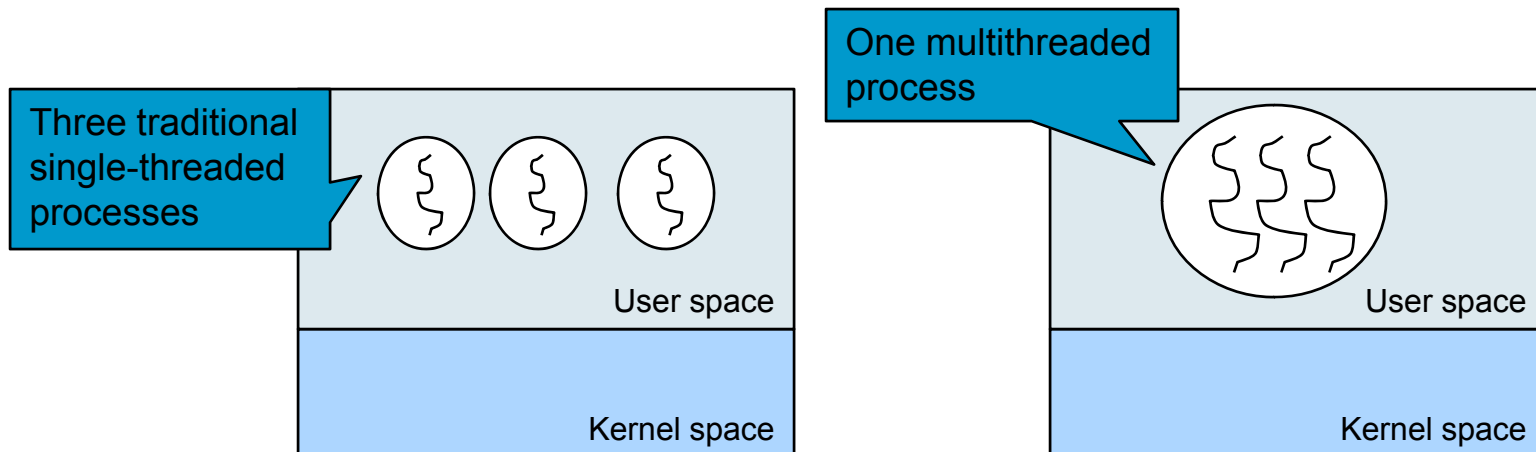 Three traditional
single-threaded
processes
User space
Kernel space
One multithreaded
process
User space
Kernel space